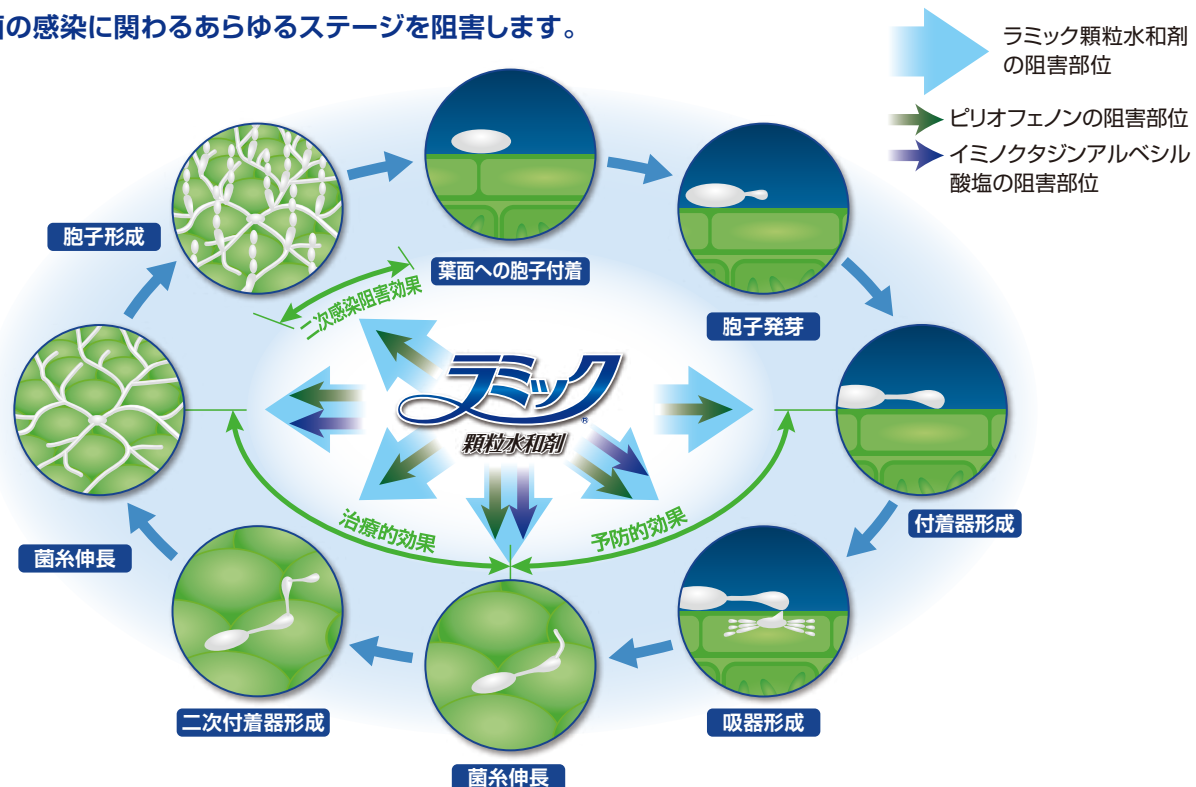 の感染に関わるあらゆるステージを阻害します。
ラミック顆粒水和剤
の阻害部位
ピリオフェノンの阻害部位
イミノクタジンアルベシル
酸塩の阻害部位
胞子形成
葉面への胞子付着
二次感染阻害効果
胞子発芽
ラミック®
顆粒水和剤
付着器形成
治療的効果
予防的効果
菌糸伸長
二次付着器形成
吸器形成
菌糸伸長